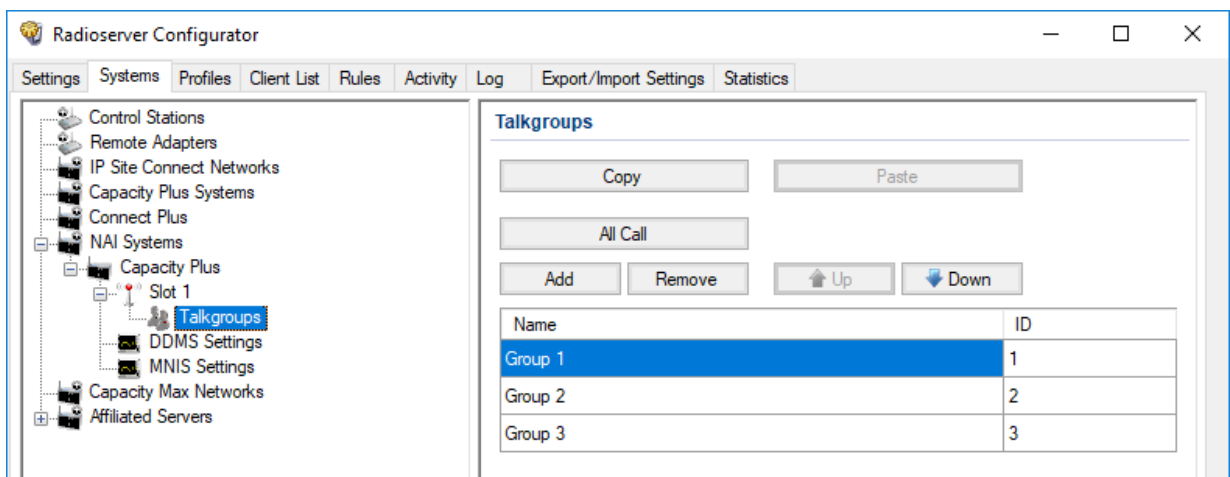 Radioserver Configurator
Settings Systems Profiles Client List Rules Activity Log Export/Import Settings Statistics
Control Stations
Remote Adapters
IP Site Connect Networks
Capacity Plus Systems
Connect Plus
NAI Systems
Capacity Plus
Slot 1
Talkgroups
DDMS Settings
MNIS Settings
Capacity Max Networks
Affiliated Servers
Talkgroups
Copy Paste
All Call
Add Remove Up Down
Name ID
Group 1 1
Group 2 2
Group 3 3